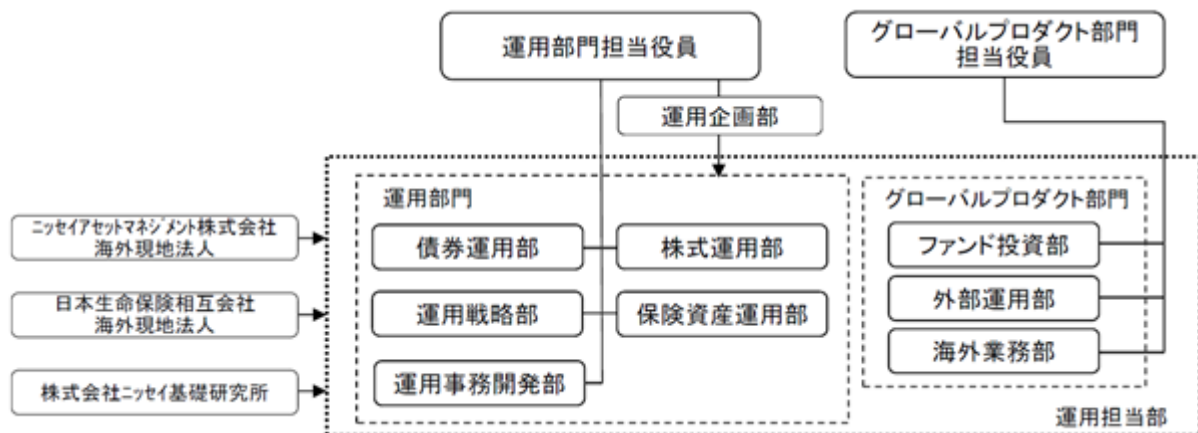 運用部門担当役員
グローバルプロダクト部門
担当役員
運用企画部
運用部門
グローバルプロダクト部門
ニッセイアセットマネジメント株式会社
海外現地法人
債券運用部
株式運用部
ファンド投資部
日本生命保険相互会社
海外現地法人
運用戦略部
保険資産運用部
外部運用部
海外業務部
株式会社ニッセイ基礎研究所
運用事務開発部
運用担当部